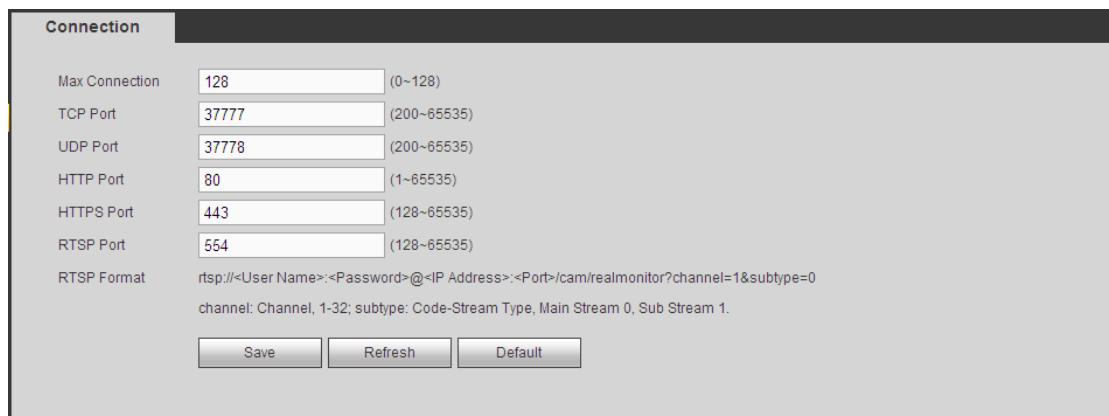 Connection
Max Connection 128 (0~128)
TCP Port 37777 (200~65535)
UDP Port 37778 (200~65535)
HTTP Port 80 (1~65535)
HTTPS Port 443 (128~65535)
RTSP Port 554 (128~65535)
RTSP Format rtsp://<User Name>:<Password>@<IP Address>:<Port>/cam/realmonitor?channel=1&subtype=0
channel: Channel, 1-32; subtype: Code-Stream Type, Main Stream 0, Sub Stream 1.
Save Refresh Default